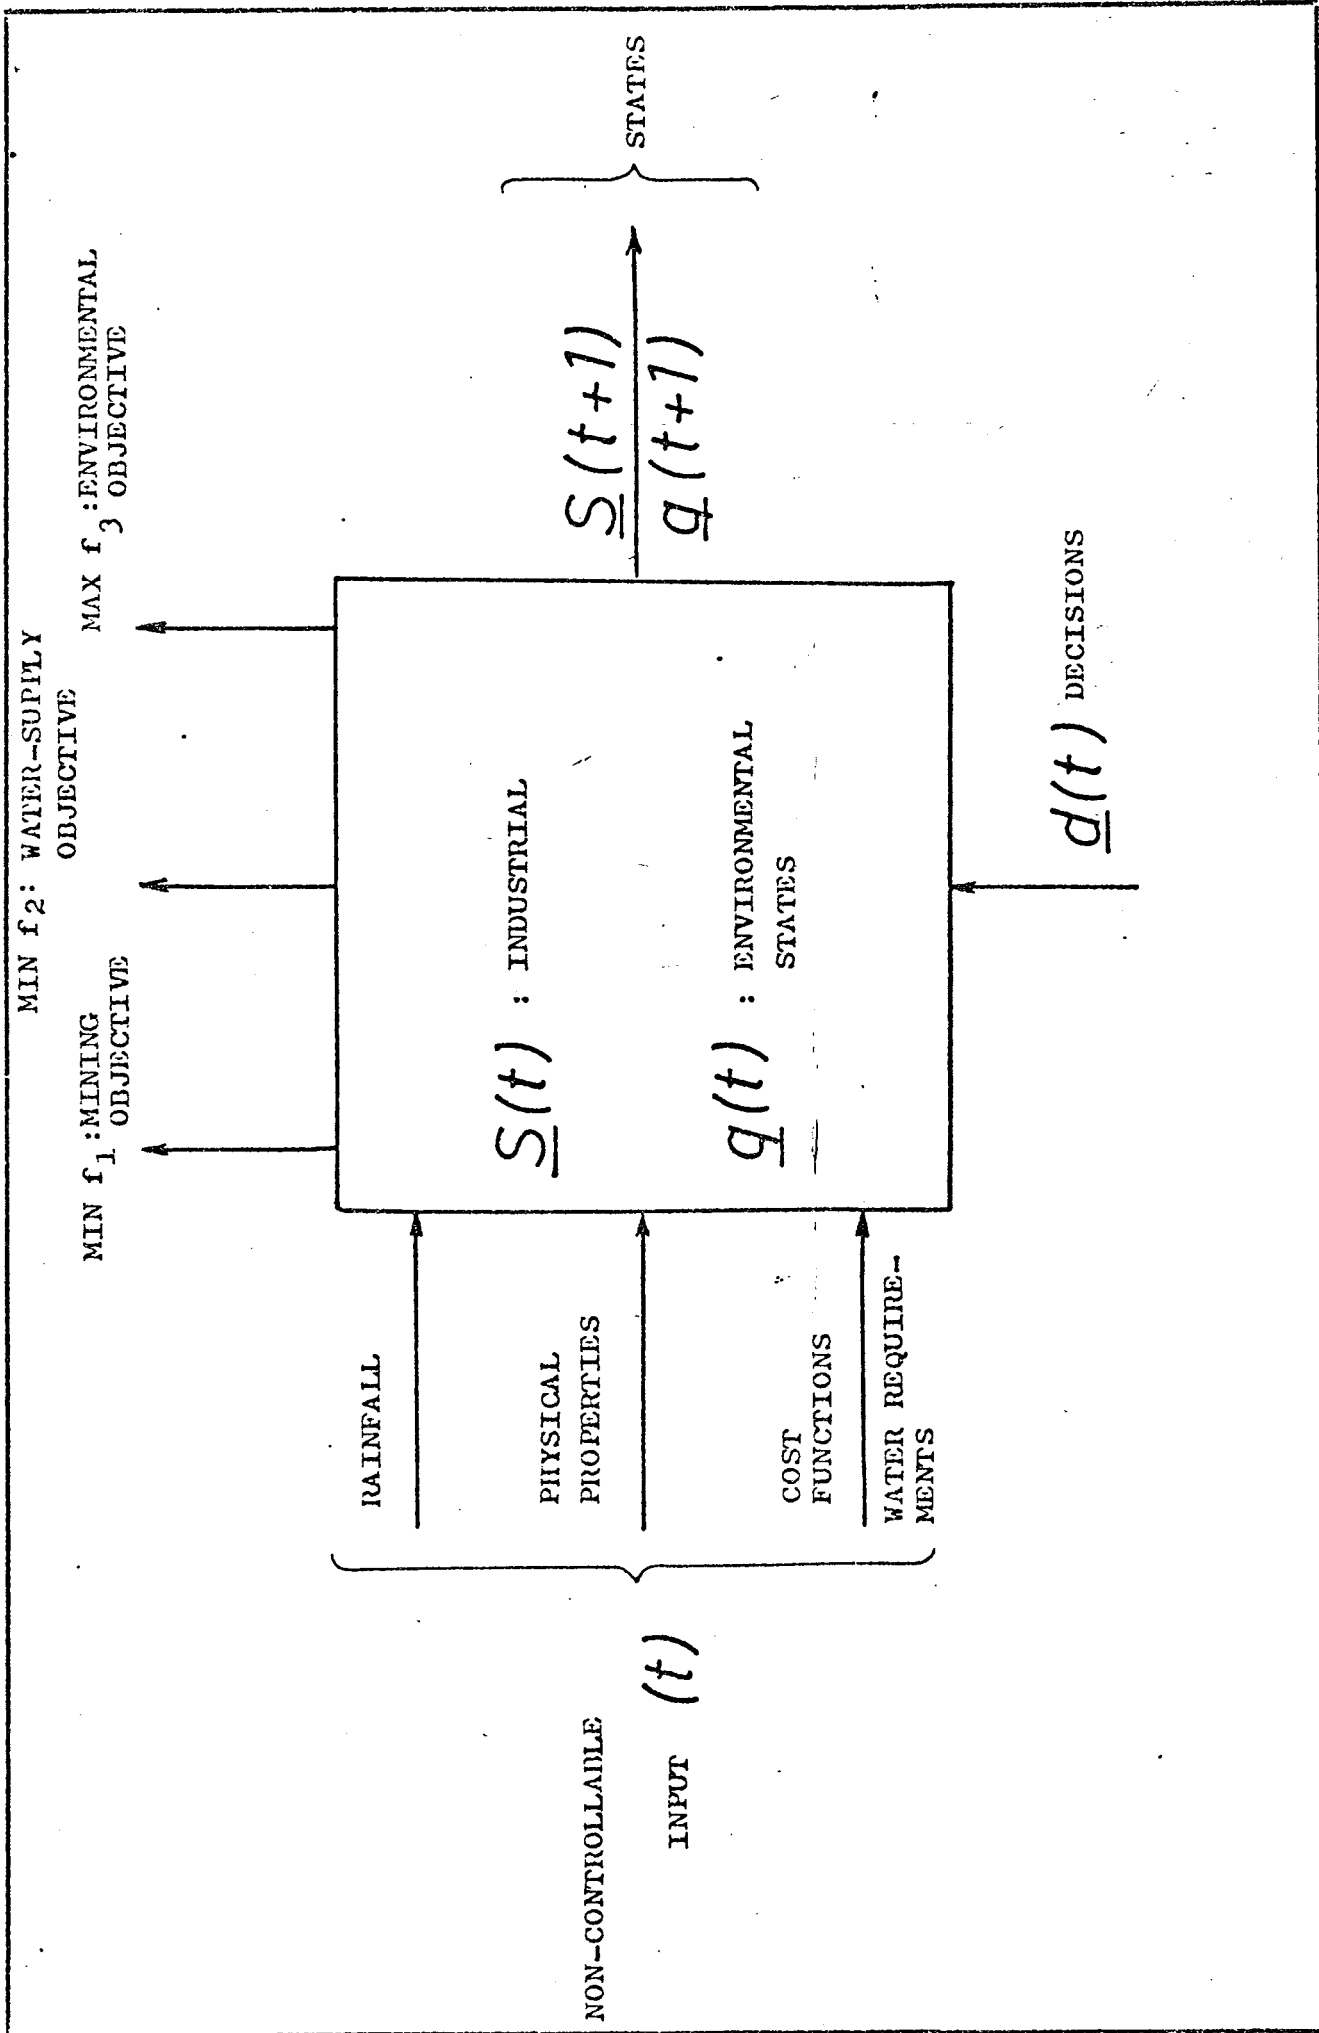 MIN f2: WATER-SUPPLY
OBJECTIVE
MIN f1:MINING
OBJECTIVE
MAX f3:ENVIRONMENTAL
OBJECTIVE
RAINFALL
PHYSICAL
PROPERTIES
COST
FUNCTIONS
WATER REQUIRE-
MENTS
NON-CONTROLLABLE
INPUT (t)
S(t) : INDUSTRIAL
q(t) : ENVIRONMENTAL
STATES
S(t+1)
q(t+1)
STATES
d(t) DECISIONS